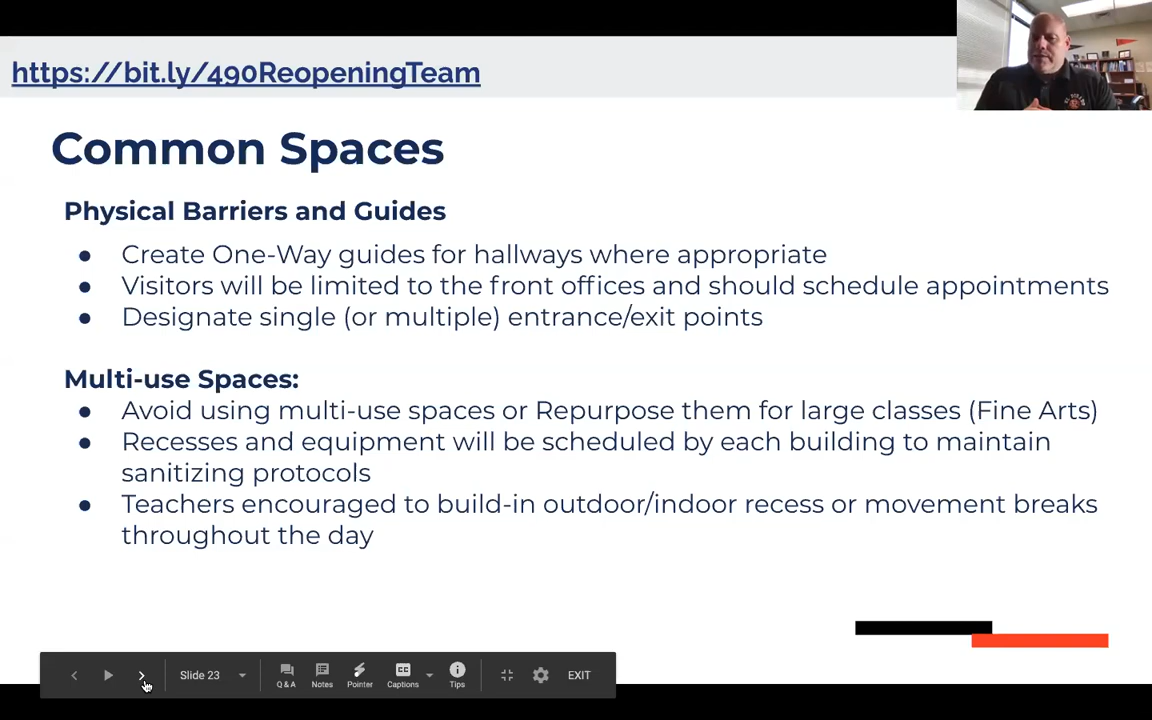 https://bit.ly/490ReopeningTeam
Common Spaces
Physical Barriers and Guides
● Create One-Way guides for hallways where appropriate
● Visitors will be limited to the front offices and should schedule appointments
● Designate single (or multiple) entrance/exit points
Multi-use Spaces:
● Avoid using multi-use spaces or Repurpose them for large classes (Fine Arts)
● Recesses and equipment will be scheduled by each building to maintain
sanitizing protocols
● Teachers encouraged to build-in outdoor/indoor recess or movement breaks
throughout the day
Slide 23
Q & A
Notes
Pointer
CC
Captions
Tips
EXIT